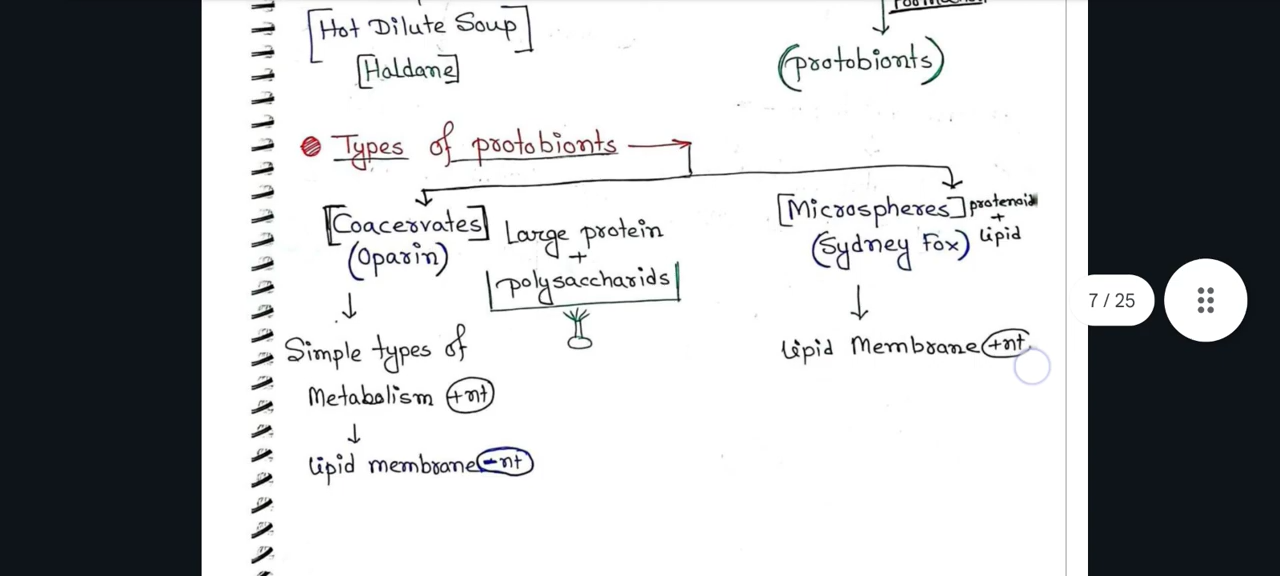 [Hot Dilute Soup]
[Haldane]
(protobionts)
Types of protobionts
[Coacervates]
(Oparin)
Large protein
+
polysaccharids
[Microspheres]
(Sydney Fox)
protenoid
+
Lipid
Simple types of
Metabolism +nt
lipid membrane -nt
Lipid Membrane +nt
7 / 25